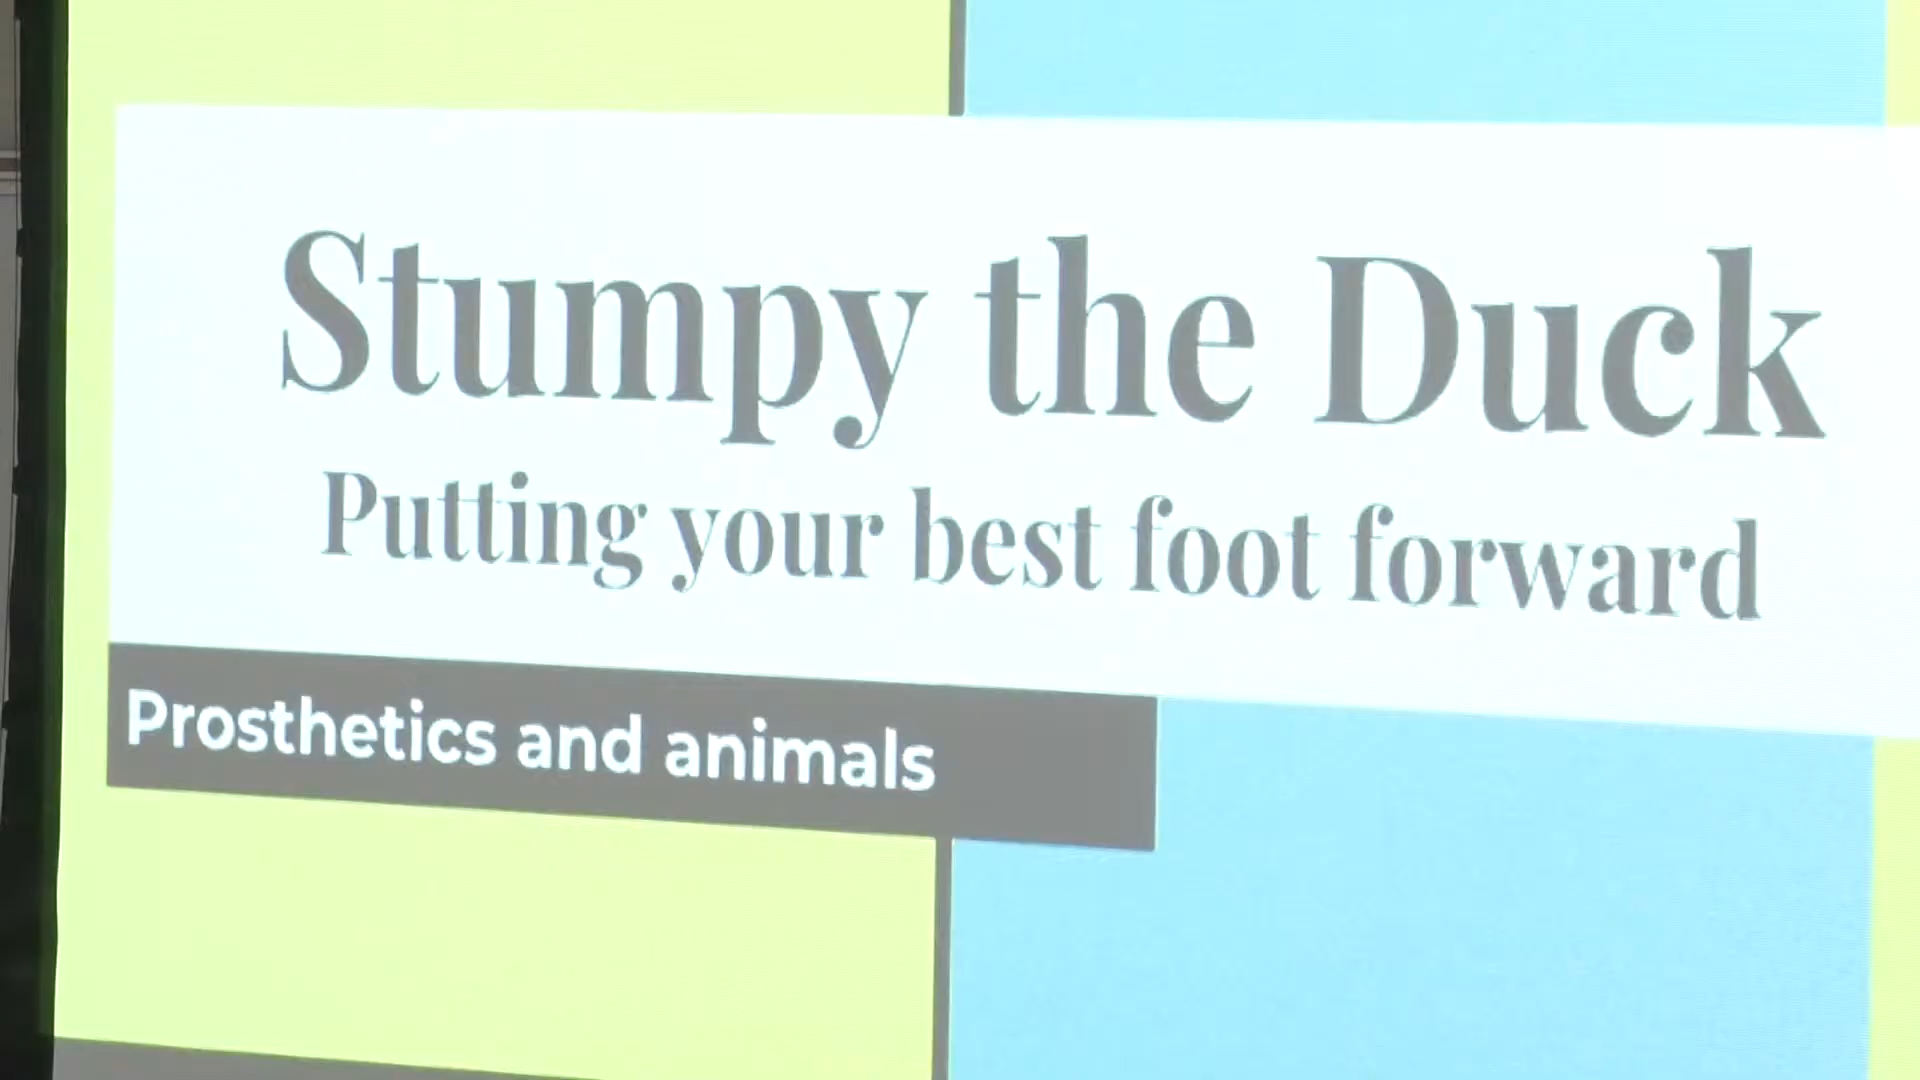 Stumpy the Duck
Putting your best foot forward
Prosthetics and animals